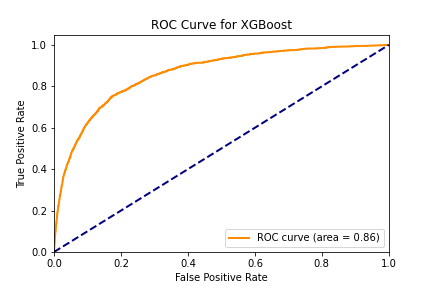 ROC Curve for XGBoost
True Positive Rate
1.0
0.8
0.6
0.4
0.2
0.0
ROC curve (area = 0.86)
0.0 0.2 0.4 0.6 0.8 1.0
False Positive Rate